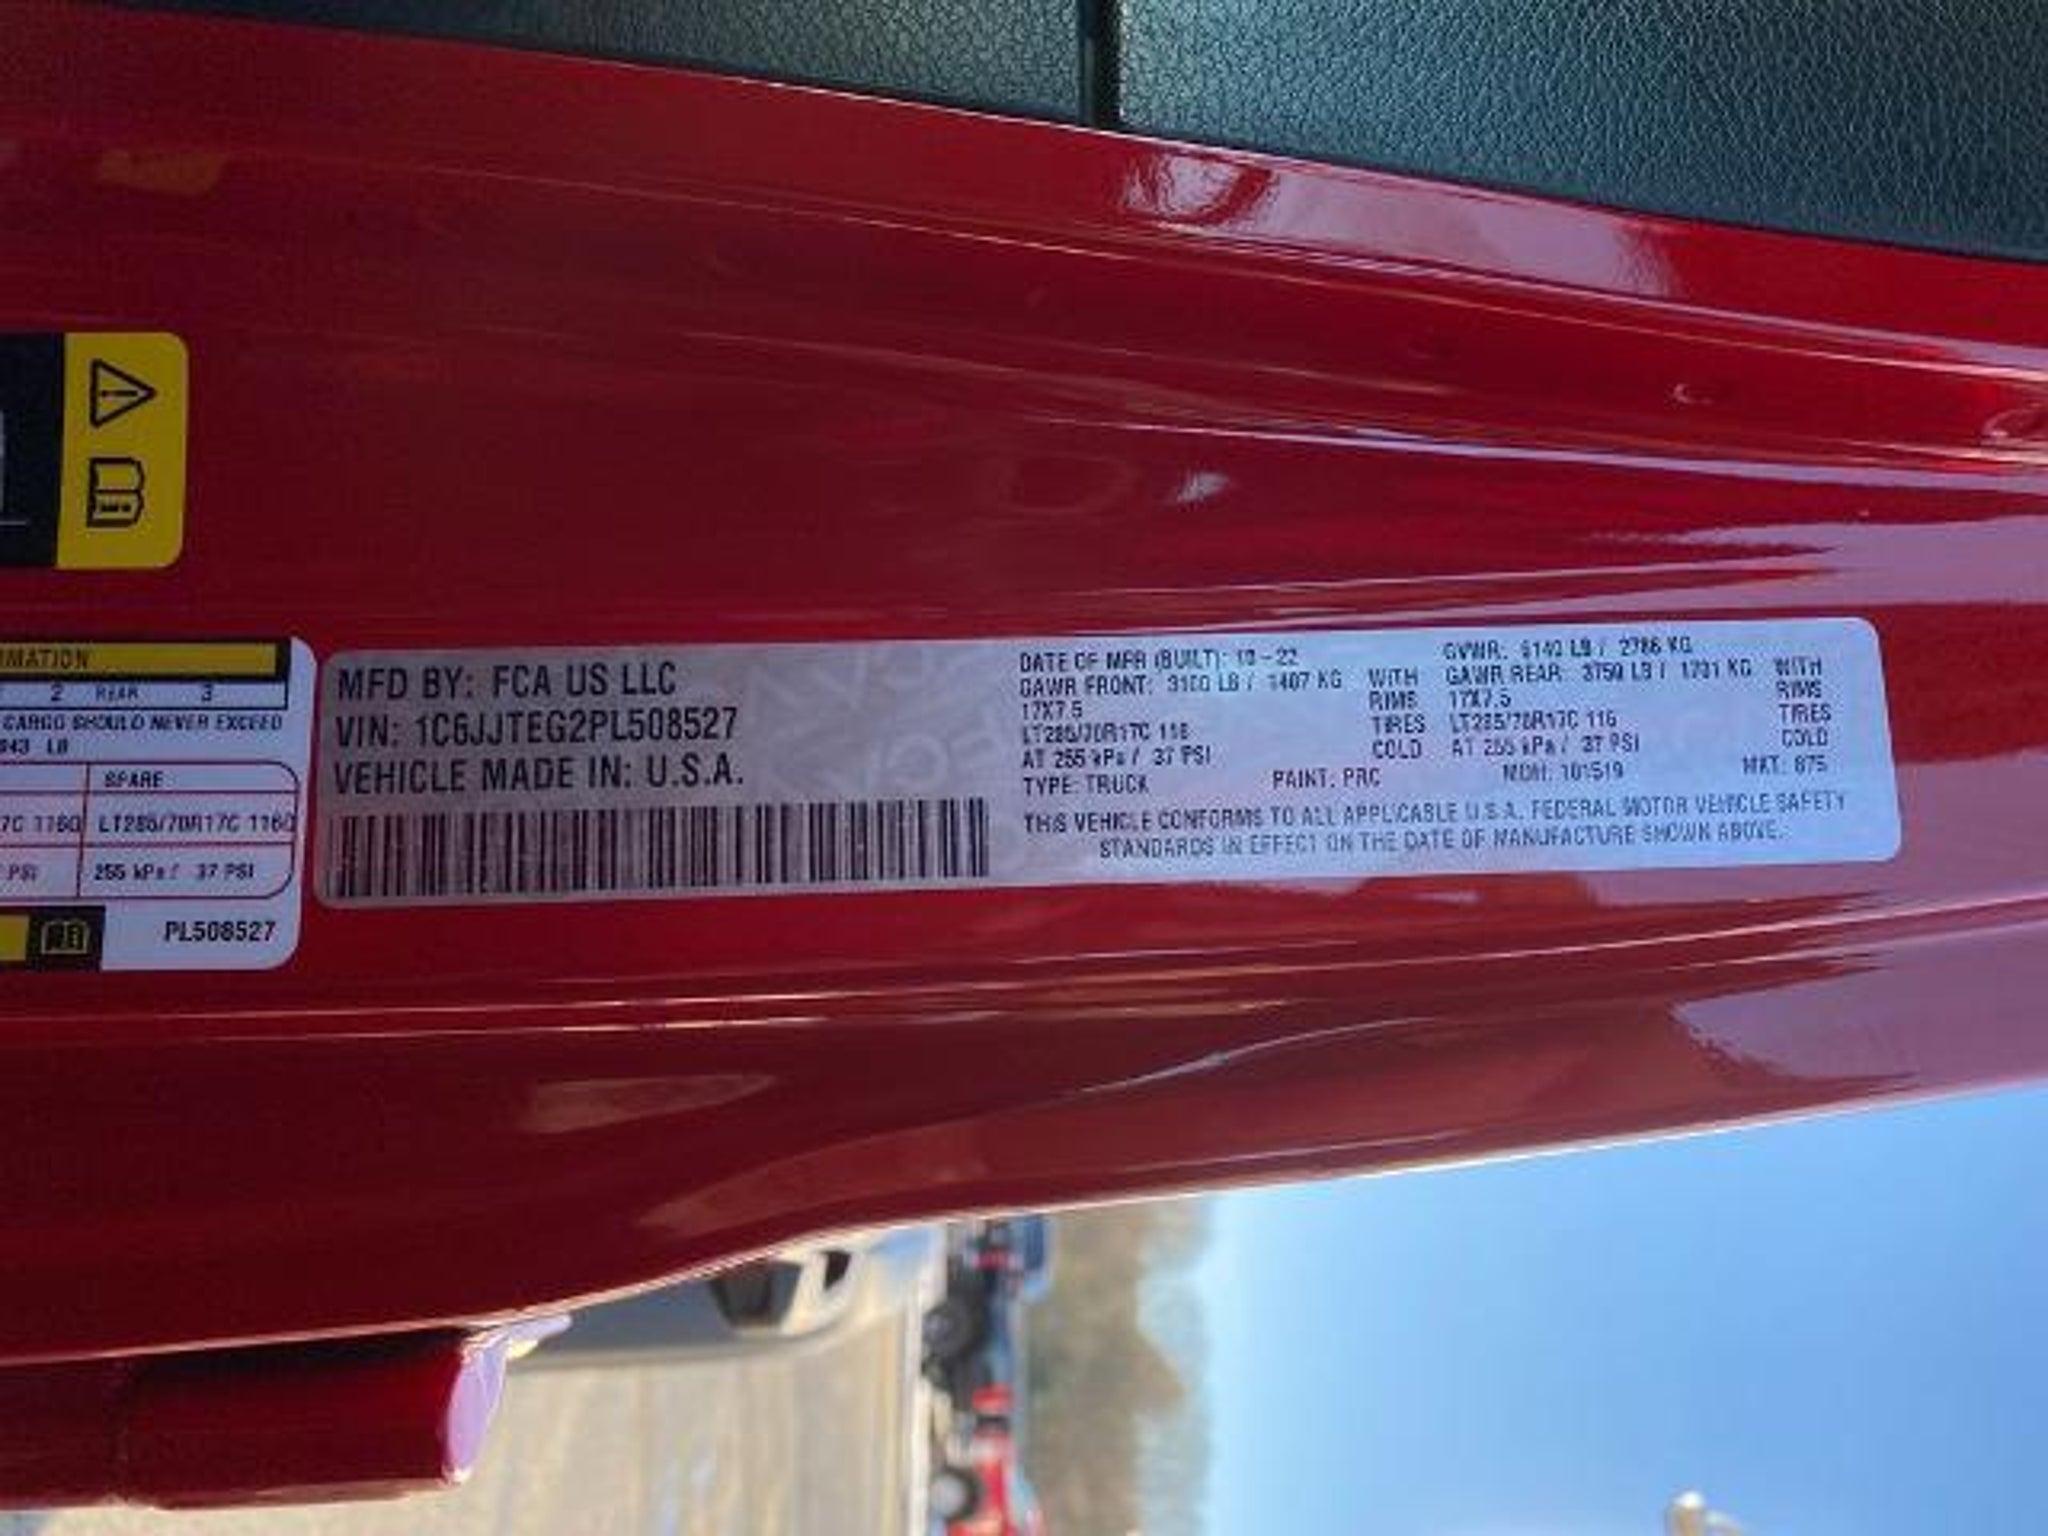 MATION
2 REAR 3
CARGO SHOULD NEVER EXCEED
943 LB
SPARE
7C 116Q LT285/70R17C 116Q
PSI 255 kPa / 37 PSI
PL508527
MFD BY: FCA US LLC
VIN: 1C6JJTEG2PL508527
VEHICLE MADE IN: U.S.A.
DATE OF MFR (BUILT): 10-22 GVWR: 6140 LB / 2786 KG
GAWR FRONT: 3100 LB / 1407 KG WITH GAWR REAR: 3750 LB / 1701 KG WITH
17X7.5 RIMS 17X7.5 RIMS
LT285/70R17C 116 TIRES LT285/70R17C 116 TIRES
AT 255 kPa / 37 PSI COLD AT 255 kPa / 37 PSI COLD
TYPE: TRUCK PAINT: PRC MDH: 101519 MKT: 875
THIS VEHICLE CONFORMS TO ALL APPLICABLE U.S.A. FEDERAL MOTOR VEHICLE SAFETY
STANDARDS IN EFFECT ON THE DATE OF MANUFACTURE SHOWN ABOVE.